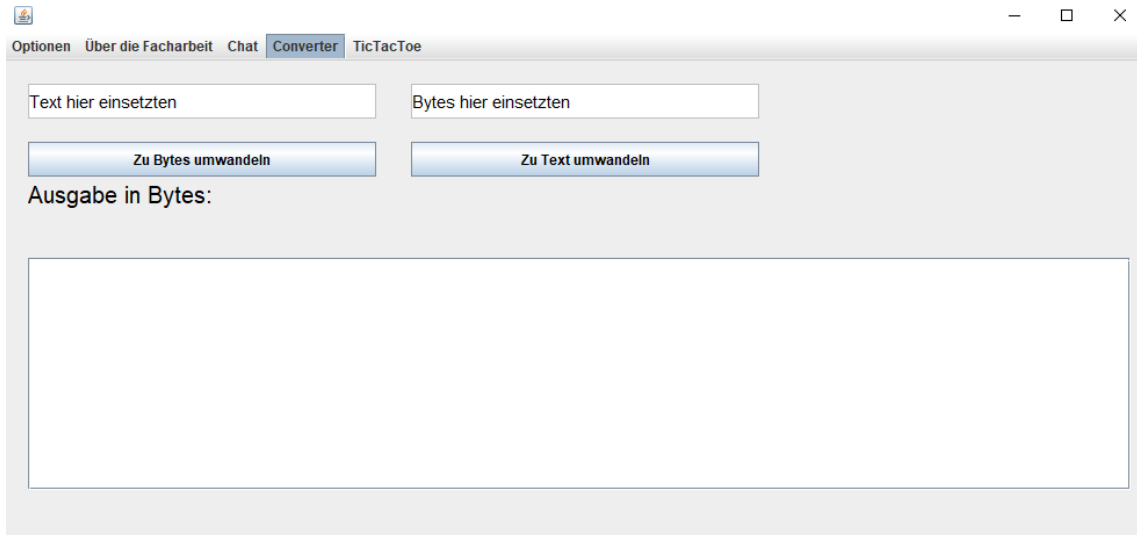 Optionen Über die Facharbeit Chat Converter TicTacToe
Text hier einsetzten Bytes hier einsetzten
Zu Bytes umwandeln Zu Text umwandeln
Ausgabe in Bytes: